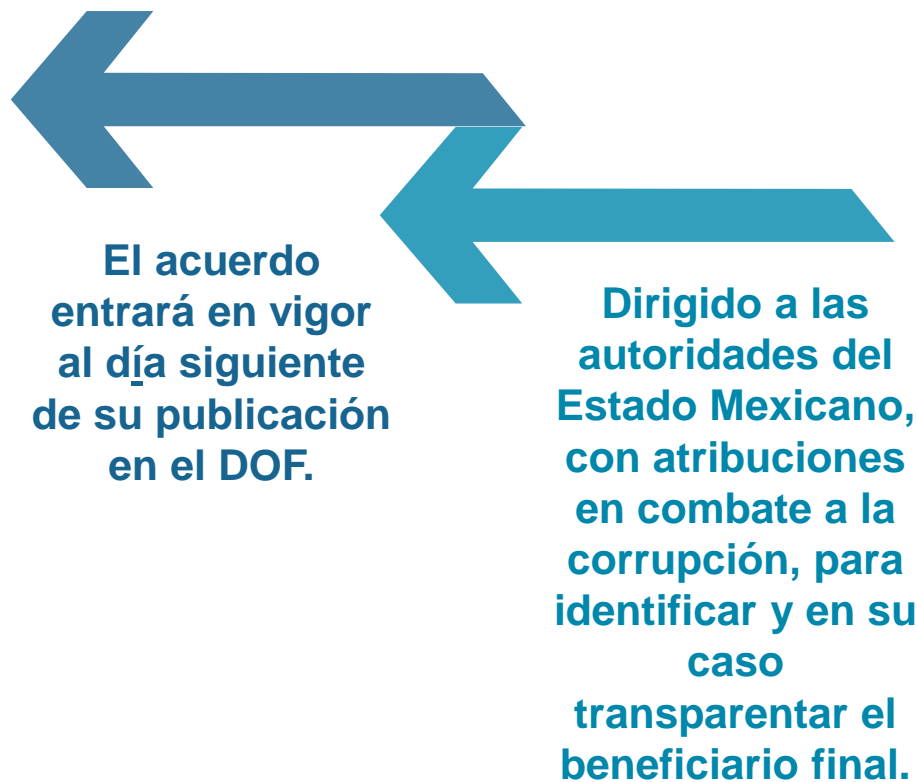 El acuerdo
entrará en vigor
al día siguiente
de su publicación
en el DOF.
Dirigido a las
autoridades del
Estado Mexicano,
con atribuciones
en combate a la
corrupción, para
identificar y en su
caso
transparentar el
beneficiario final.